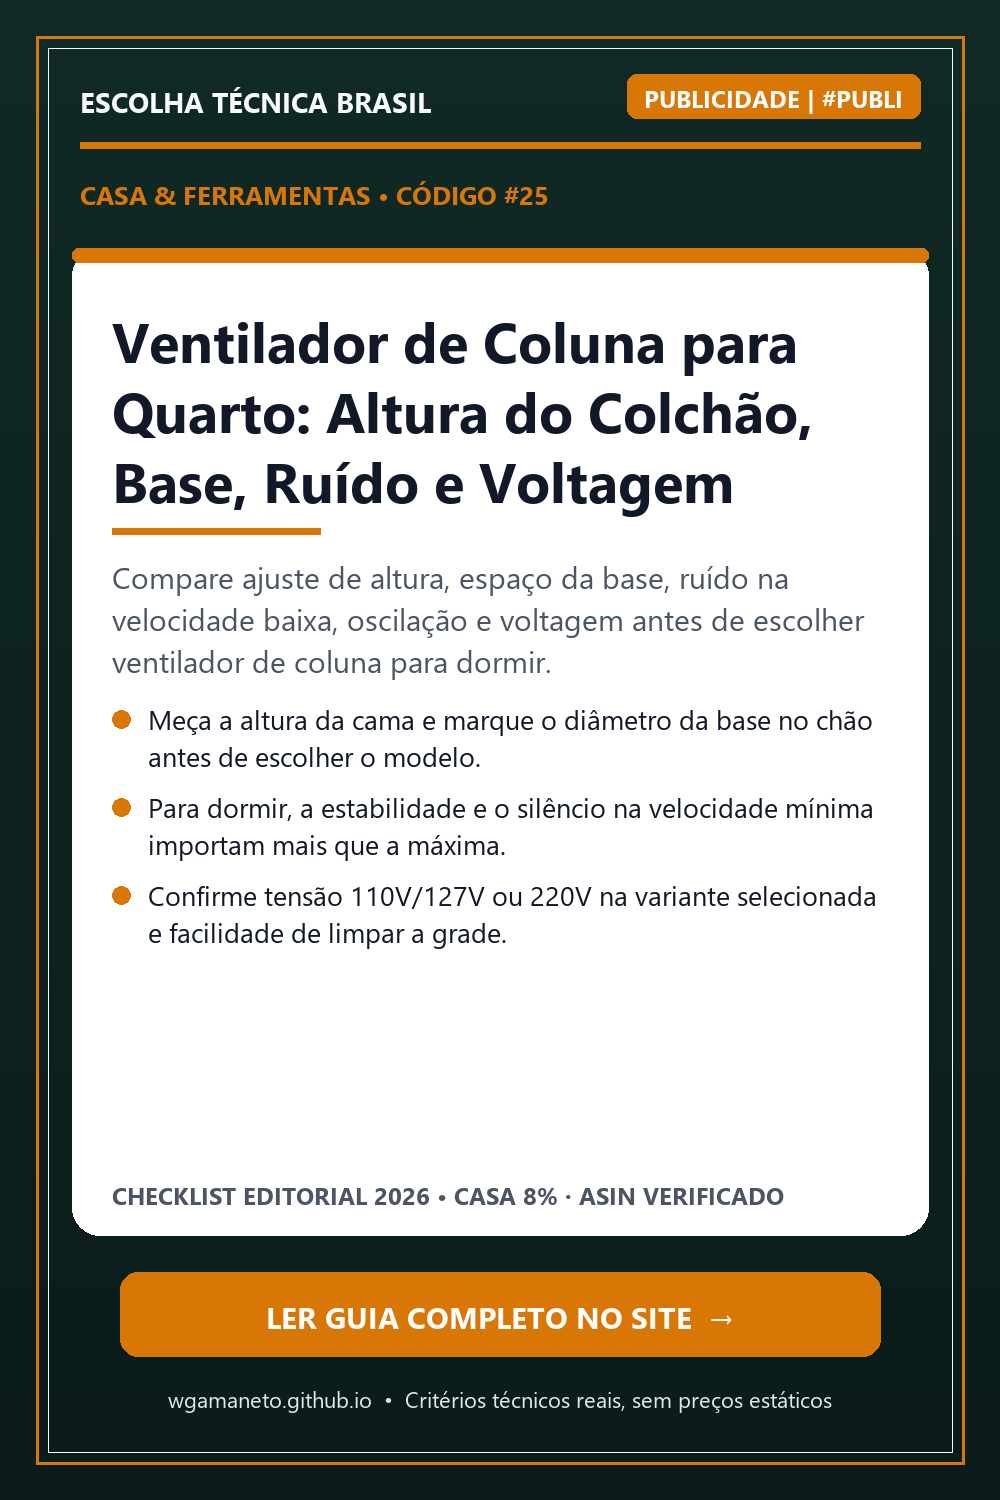 ESCOLHA TÉCNICA BRASIL
PUBLICIDADE | #PUBLI
CASA & FERRAMENTAS • CÓDIGO #25
Ventilador de Coluna para
Quarto: Altura do Colchão,
Base, Ruído e Voltagem
Compare ajuste de altura, espaço da base, ruído na
velocidade baixa, oscilação e voltagem antes de escolher
ventilador de coluna para dormir.
Meça a altura da cama e marque o diâmetro da base no chão
antes de escolher o modelo.
Para dormir, a estabilidade e o silêncio na velocidade mínima
importam mais que a máxima.
Confirme tensão 110V/127V ou 220V na variante selecionada
e facilidade de limpar a grade.
CHECKLIST EDITORIAL 2026 • CASA 8% · ASIN VERIFICADO
LER GUIA COMPLETO NO SITE →
wgamaneto.github.io • Critérios técnicos reais, sem preços estáticos